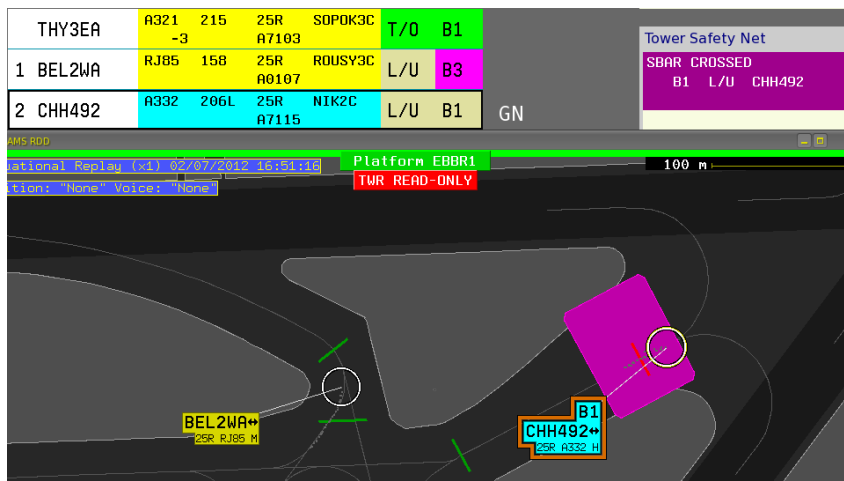 THY3EA A321 215 25R SOPOK3C T/O B1
-3 A7103
1 BEL2WA RJ85 158 25R ROUSY3C L/U B3
A0107
2 CHH492 A332 206L 25R NIK2C L/U B1 GN
A7115
Tower Safety Net
SBAR CROSSED
B1 L/U CHH492
AMS RDD
uational Replay (x1) 02/07/2012 16:51:16
Platform EBBR1
100 m
ition: "None" Voice: "None"
TWR READ-ONLY
B1
BEL2WA↔
25R RJ85 M
CHH492↔
25R A332 H